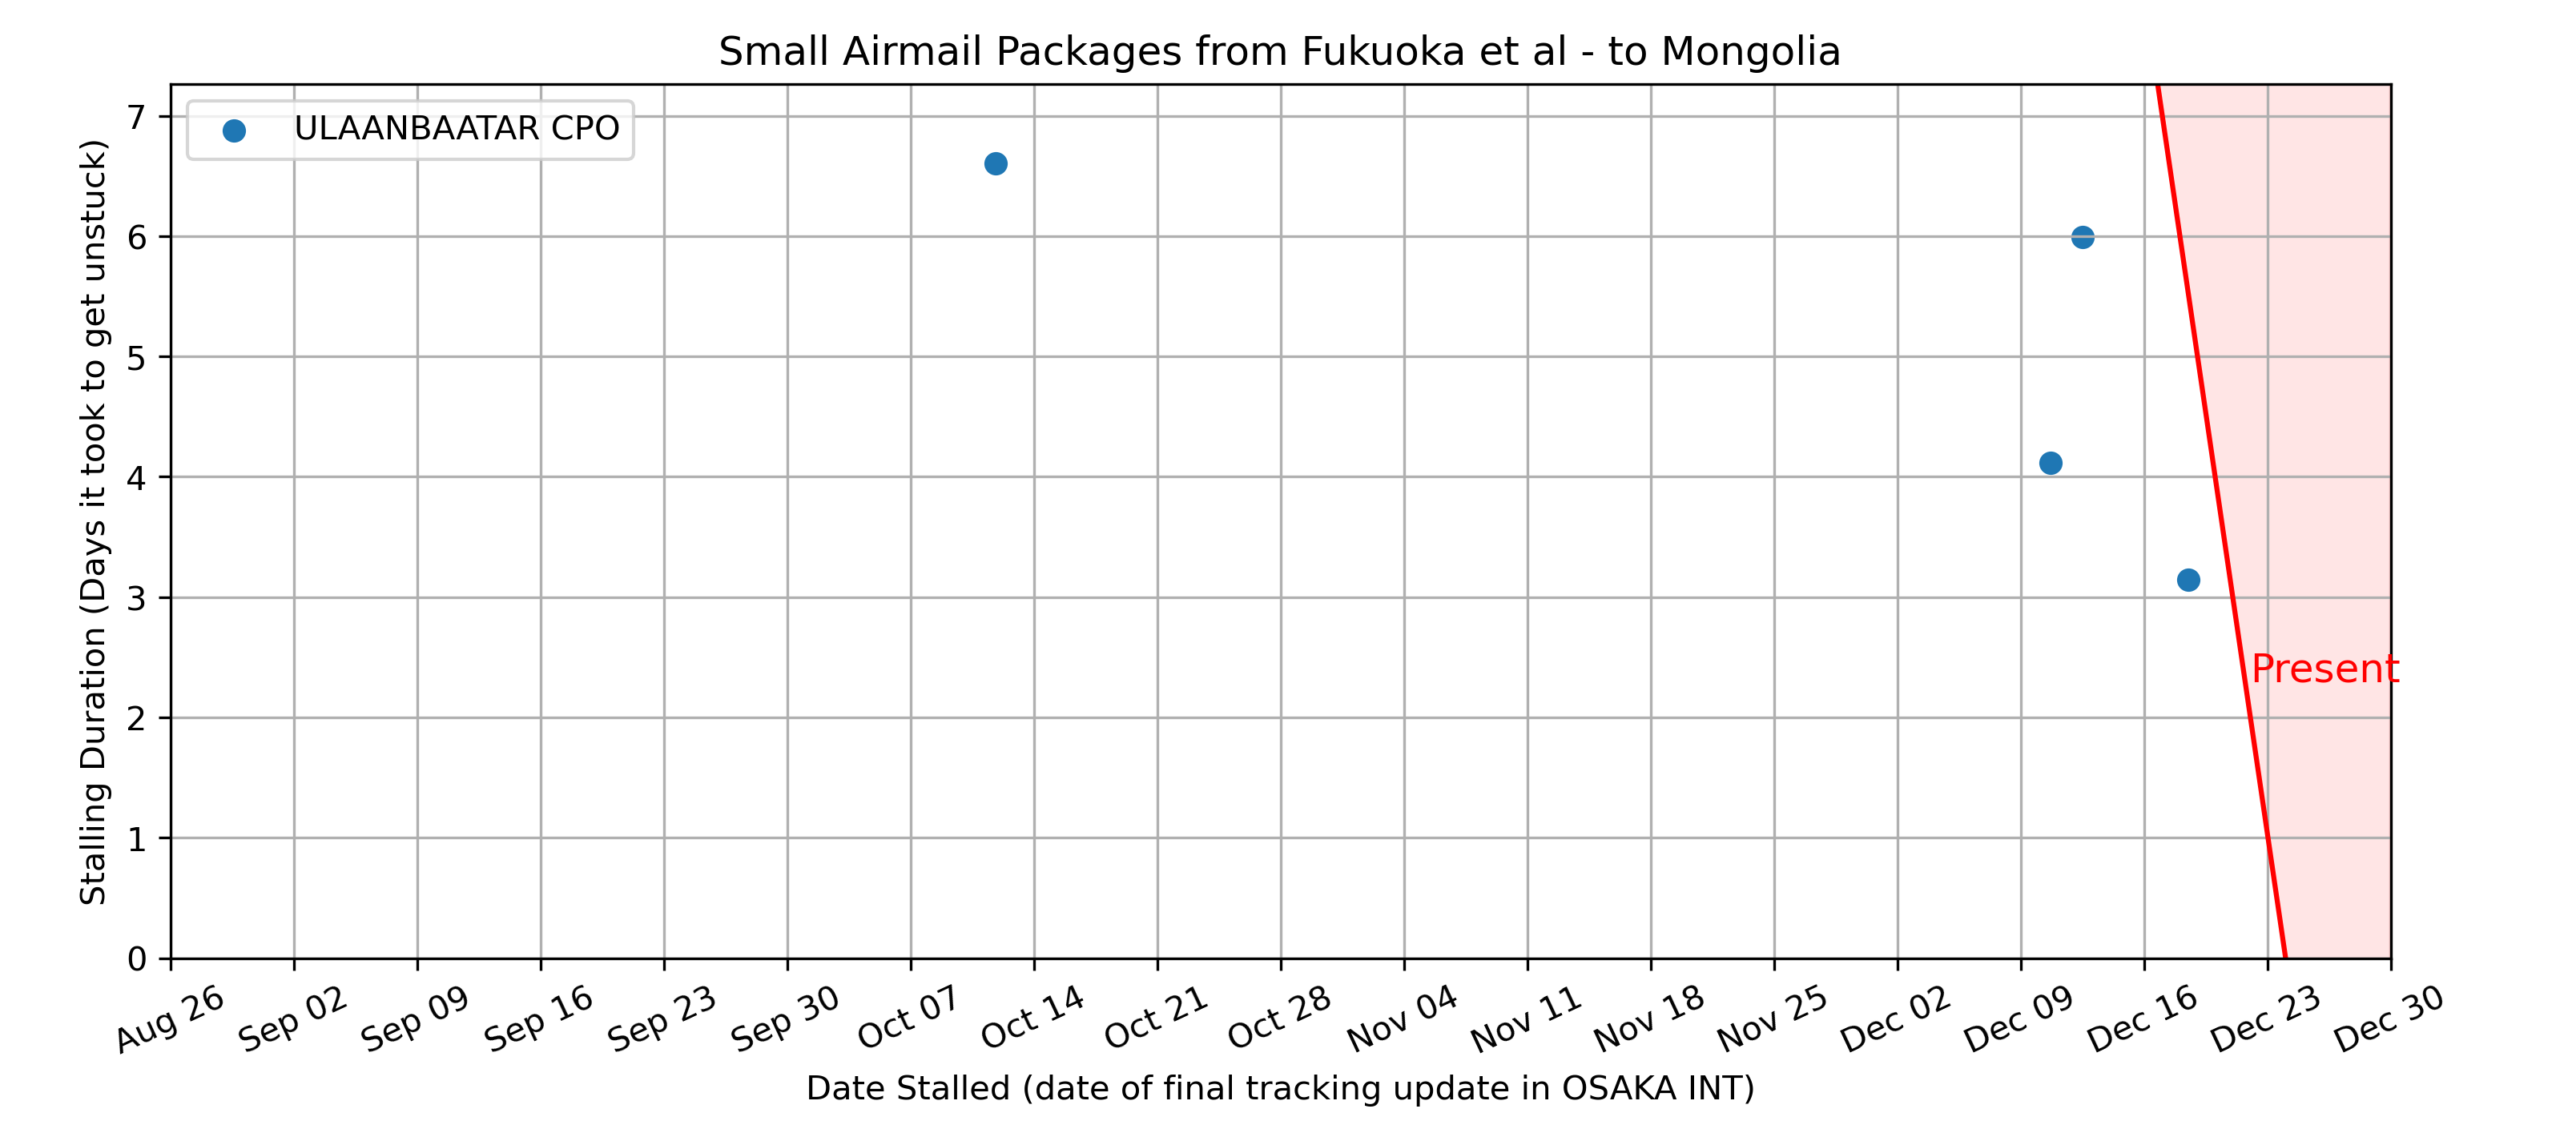 Small Airmail Packages from Fukuoka et al - to Mongolia
ULAANBAATAR CPO
Stalling Duration (Days it took to get unstuck)
7
6
5
4
3
2
1
0
Present
Aug 26
Sep 02
Sep 09
Sep 16
Sep 23
Sep 30
Oct 07
Oct 14
Oct 21
Oct 28
Nov 04
Nov 11
Nov 18
Nov 25
Dec 02
Dec 09
Dec 16
Dec 23
Dec 30
Date Stalled (date of final tracking update in OSAKA INT)